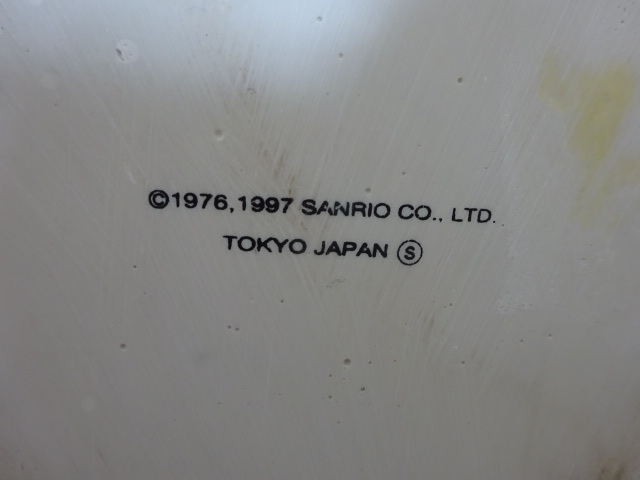 ©1976,1997 SANRIO CO., LTD.
TOKYO JAPAN Ⓢ